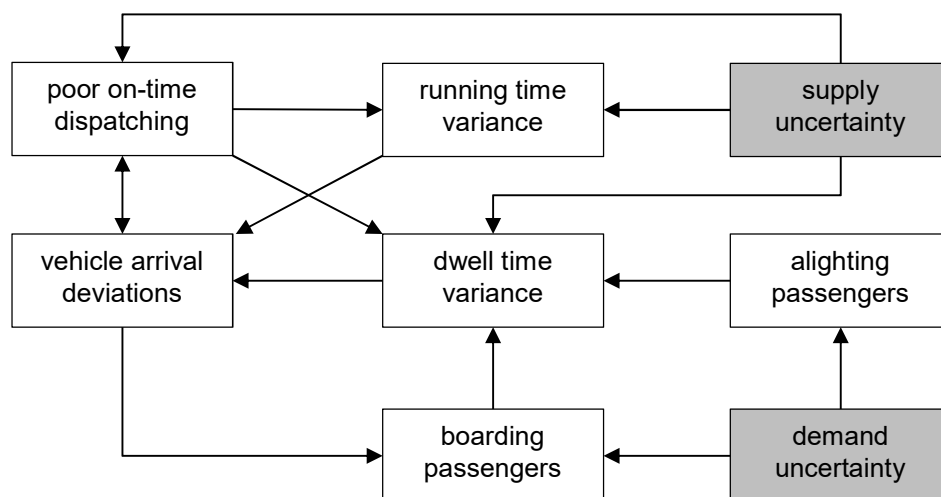 poor on-time
dispatching
running time
variance
supply
uncertainty
vehicle arrival
deviations
dwell time
variance
alighting
passengers
boarding
passengers
demand
uncertainty